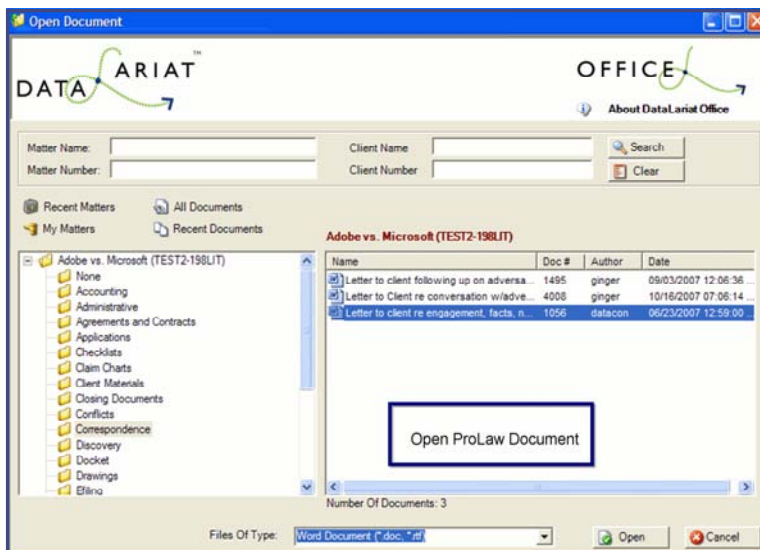 Open Document
DATA LARIAT™
OFFICE
About DataLariat Office
Matter Name: Client Name Search
Matter Number: Client Number Clear
Recent Matters All Documents
My Matters Recent Documents
Adobe vs. Microsoft (TEST2-198LIT)
Adobe vs. Microsoft (TEST2-198LIT)
None
Accounting
Administrative
Agreements and Contracts
Applications
Checklists
Claim Charts
Client Materials
Closing Documents
Conflicts
Correspondence
Discovery
Docket
Drawings
Efiling
Name Doc # Author Date
Letter to client following up on adversa... 1495 ginger 09/03/2007 12:06:36 ...
Letter to Client re conversation w/adve... 4008 ginger 10/16/2007 07:06:14 ...
Letter to client re engagement, facts, n... 1056 datacon 06/23/2007 12:59:00 ...
Open ProLaw Document
Number Of Documents: 3
Files Of Type: Word Document (*.doc, *.rtf) Open Cancel